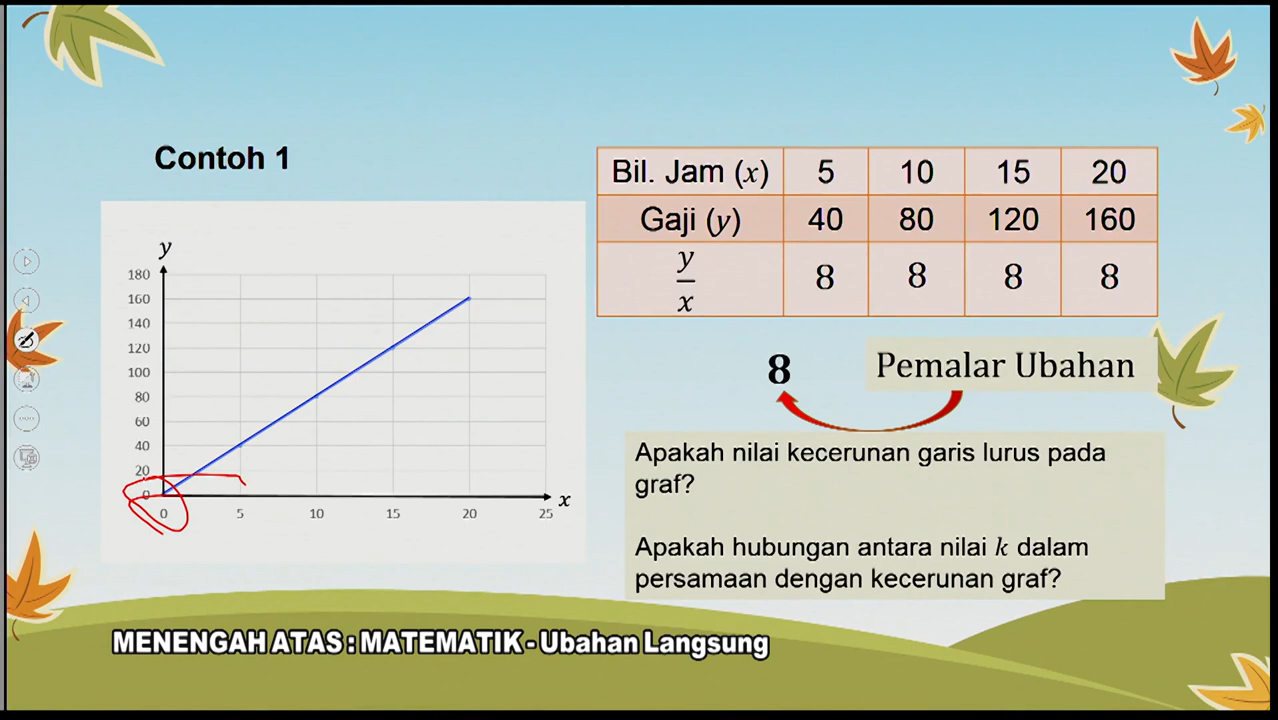 Contoh 1
Bil. Jam (x) 5 10 15 20
Gaji (y) 40 80 120 160
y/x 8 8 8 8
y
180
160
140
120
100
80
60
40
20
0
0 5 10 15 20 25 x
8 Pemalar Ubahan
Apakah nilai kecerunan garis lurus pada
graf?
Apakah hubungan antara nilai k dalam
persamaan dengan kecerunan graf?
MENENGAH ATAS : MATEMATIK - Ubahan Langsung